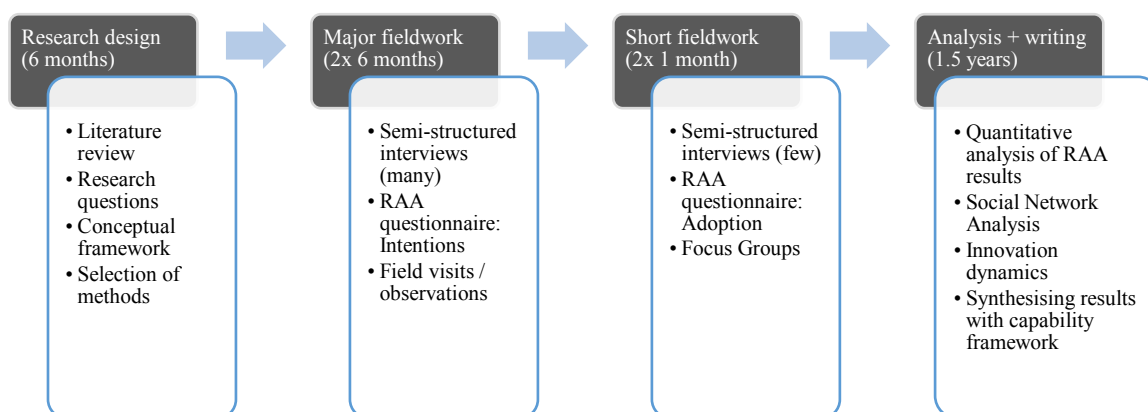 Research design
(6 months)
• Literature
review
• Research
questions
• Conceptual
framework
• Selection of
methods
Major fieldwork
(2x 6 months)
• Semi-structured
interviews
(many)
• RAA
questionnaire:
Intentions
• Field visits /
observations
Short fieldwork
(2x 1 month)
• Semi-structured
interviews (few)
• RAA
questionnaire:
Adoption
• Focus Groups
Analysis + writing
(1.5 years)
• Quantitative
analysis of RAA
results
• Social Network
Analysis
• Innovation
dynamics
• Synthesising results
with capability
framework